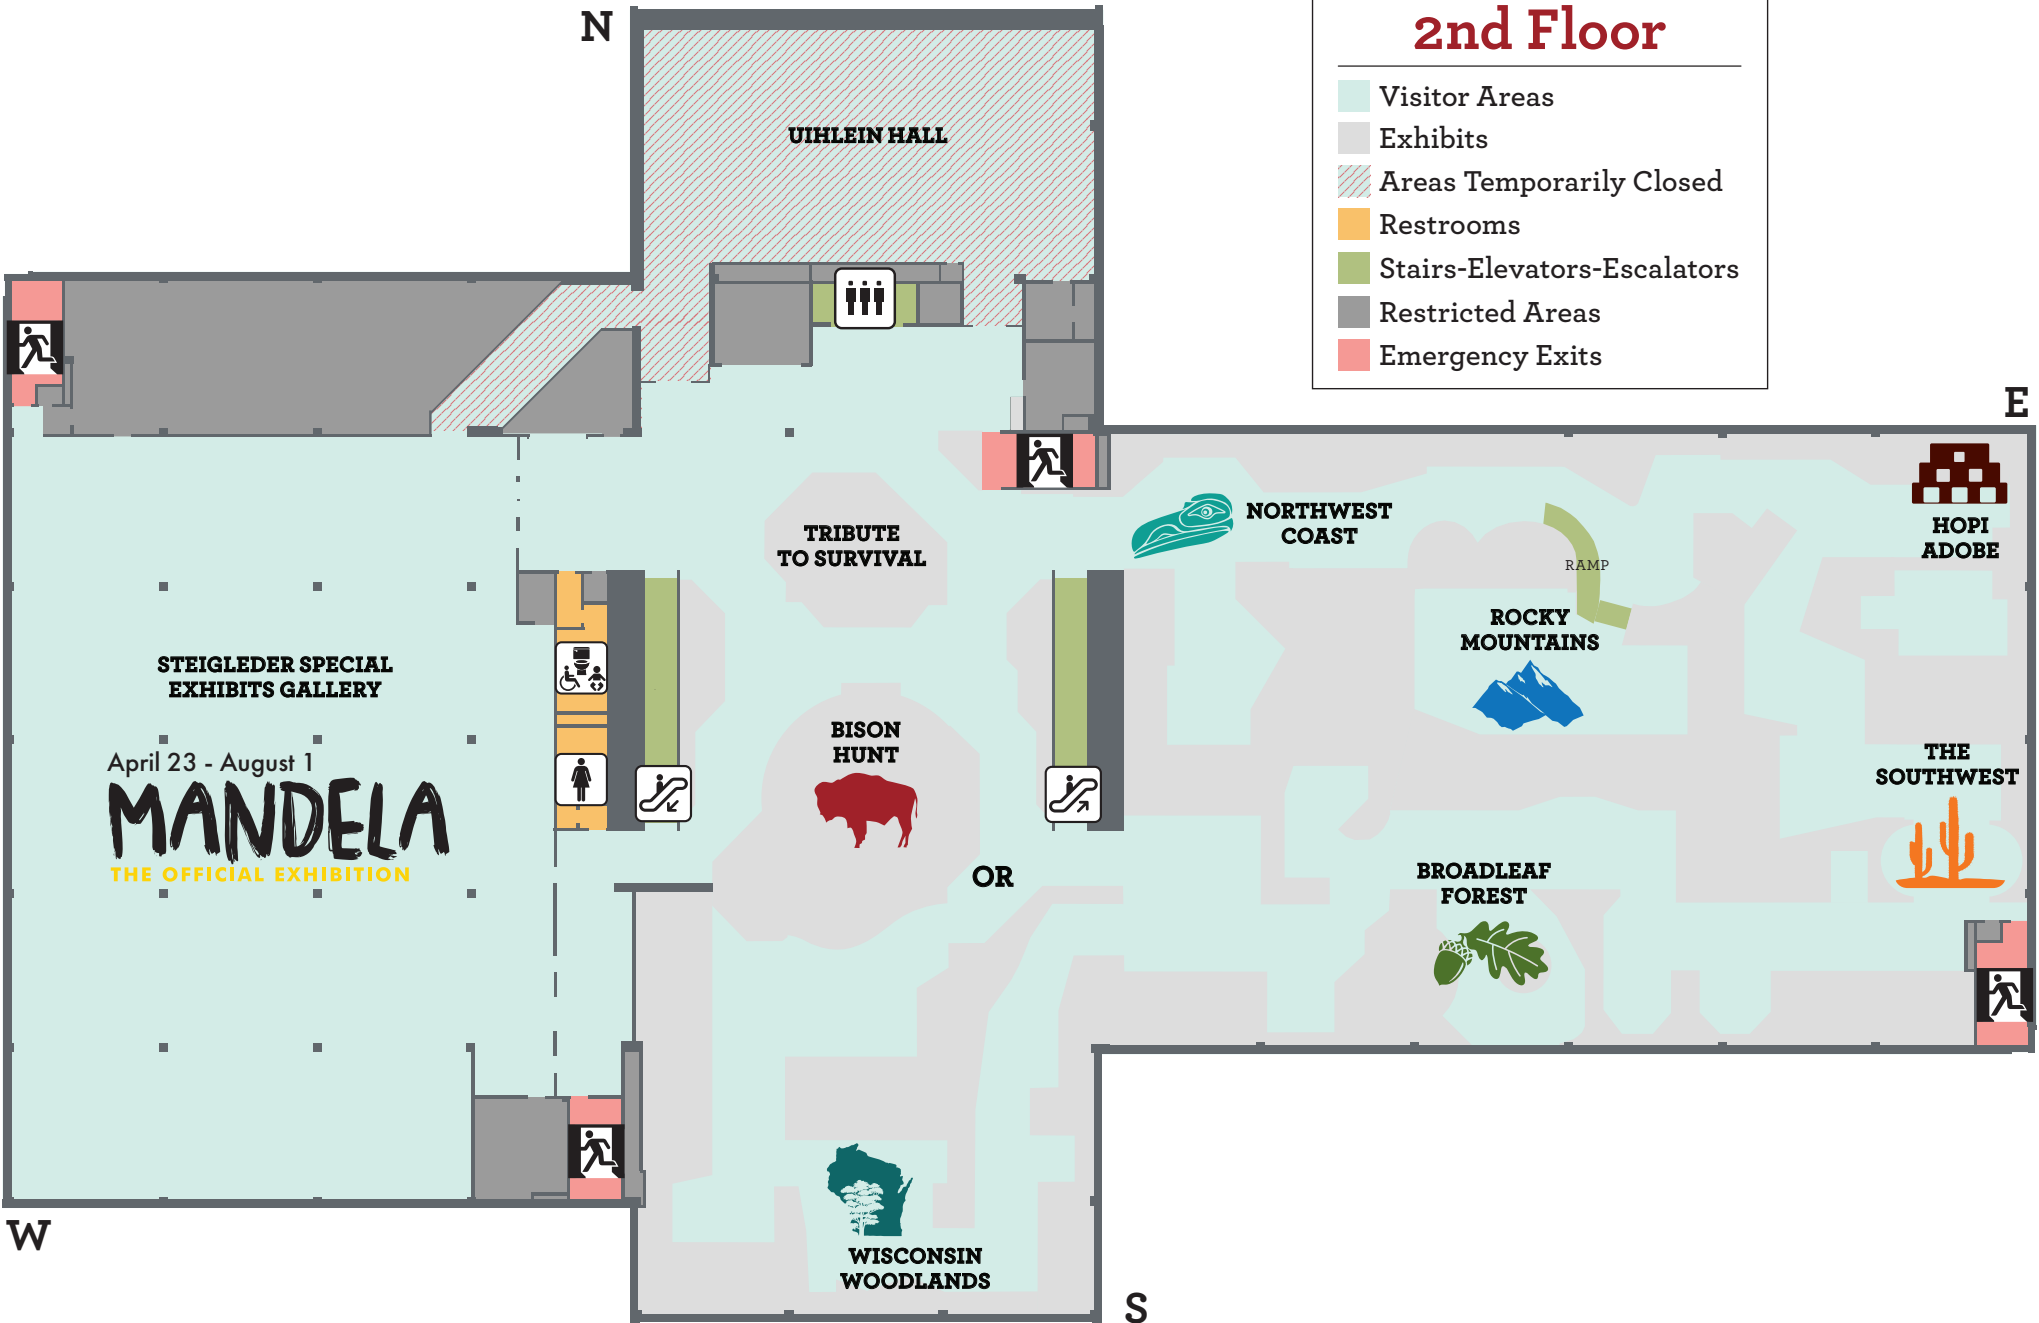 N
2nd Floor
Visitor Areas
Exhibits
Areas Temporarily Closed
Restrooms
Stairs-Elevators-Escalators
Restricted Areas
Emergency Exits
UIHLEIN HALL
E
HOPI
ADOBE
NORTHWEST
COAST
TRIBUTE
TO SURVIVAL
RAMP
ROCKY
MOUNTAINS
STEIGLEDER SPECIAL
EXHIBITS GALLERY
April 23 - August 1
MANDELA
THE OFFICIAL EXHIBITION
BISON
HUNT
THE
SOUTHWEST
OR
BROADLEAF
FOREST
W
WISCONSIN
WOODLANDS
S